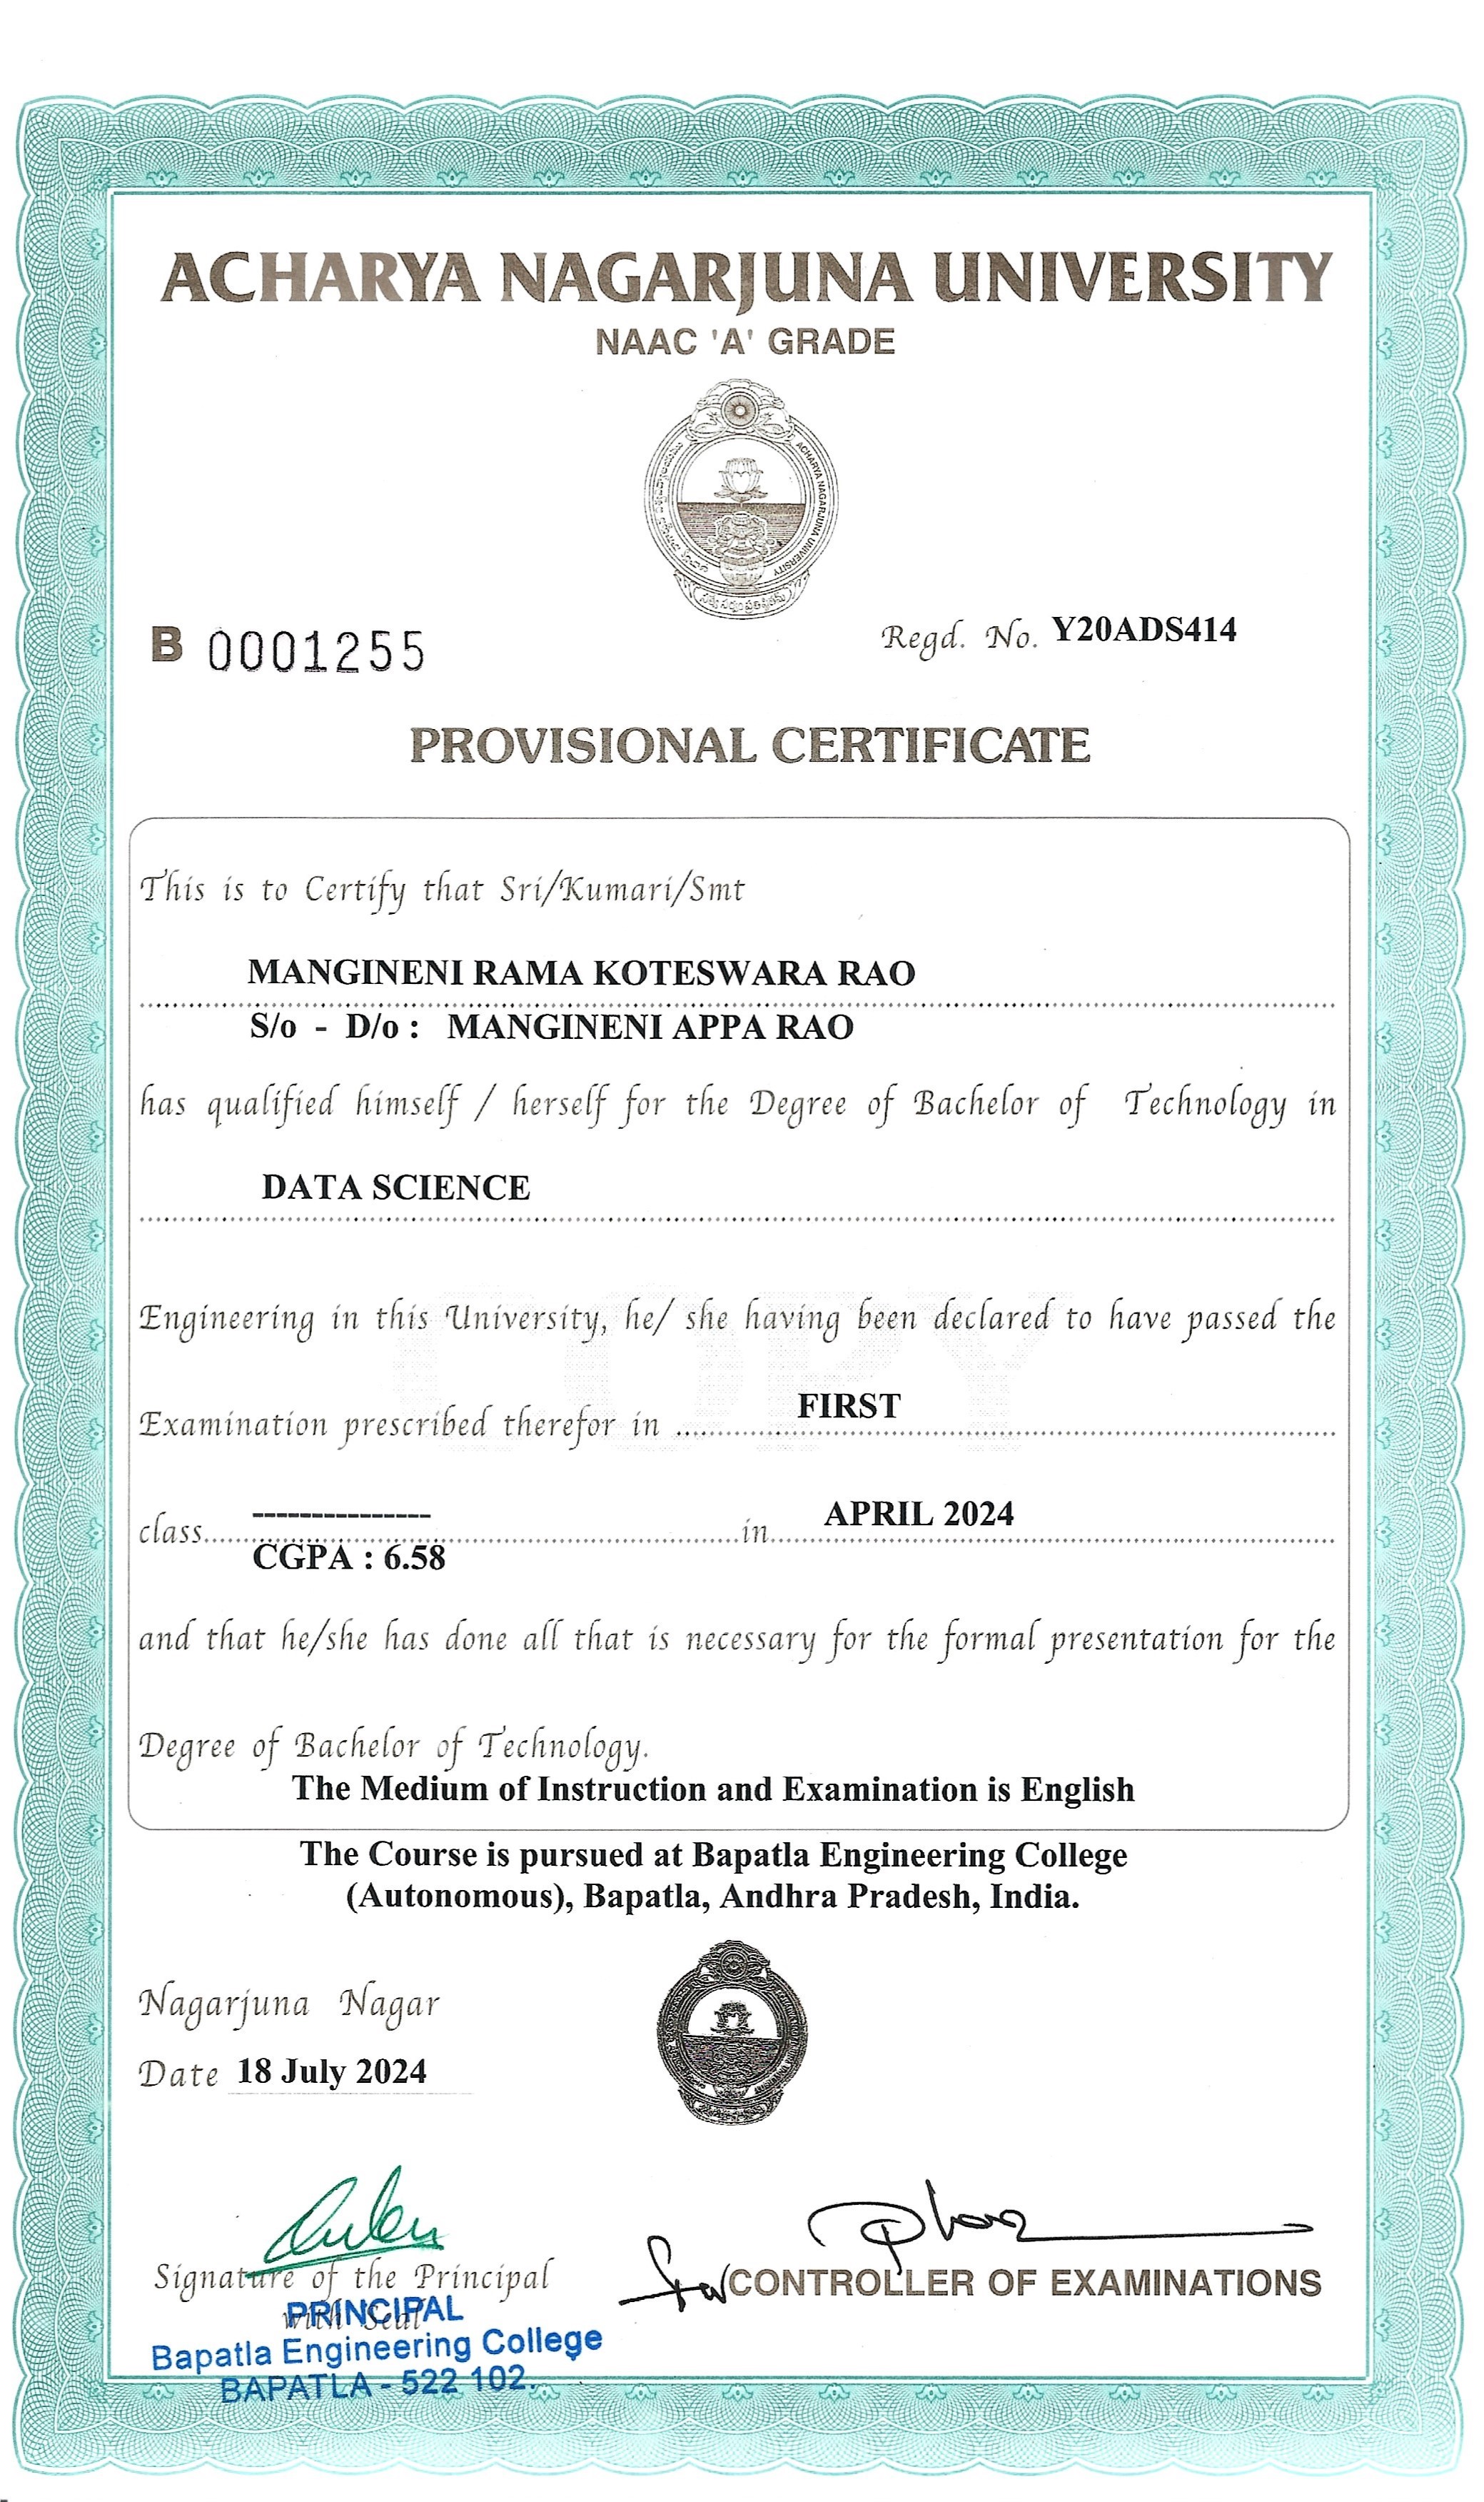 ACHARYA NAGARJUNA UNIVERSITY
NAAC 'A' GRADE
ACHARYA NAGARJUNA UNIVERSITY
B 0001255
Regd. No. Y20ADS414
PROVISIONAL CERTIFICATE
This is to Certify that Sri/Kumari/Smt
MANGINENI RAMA KOTESWARA RAO
S/o - D/o : MANGINENI APPA RAO
has qualified himself / herself for the Degree of Bachelor of Technology in
DATA SCIENCE
Engineering in this University, he/ she having been declared to have passed the
COPY
Examination prescribed therefor in FIRST
class --------------- in APRIL 2024
CGPA : 6.58
and that he/she has done all that is necessary for the formal presentation for the
Degree of Bachelor of Technology.
The Medium of Instruction and Examination is English
The Course is pursued at Bapatla Engineering College
(Autonomous), Bapatla, Andhra Pradesh, India.
Nagarjuna Nagar
Date 18 July 2024
Signature of the Principal
with Seal
PRINCIPAL
Bapatla Engineering College
BAPATLA - 522 102.
for CONTROLLER OF EXAMINATIONS